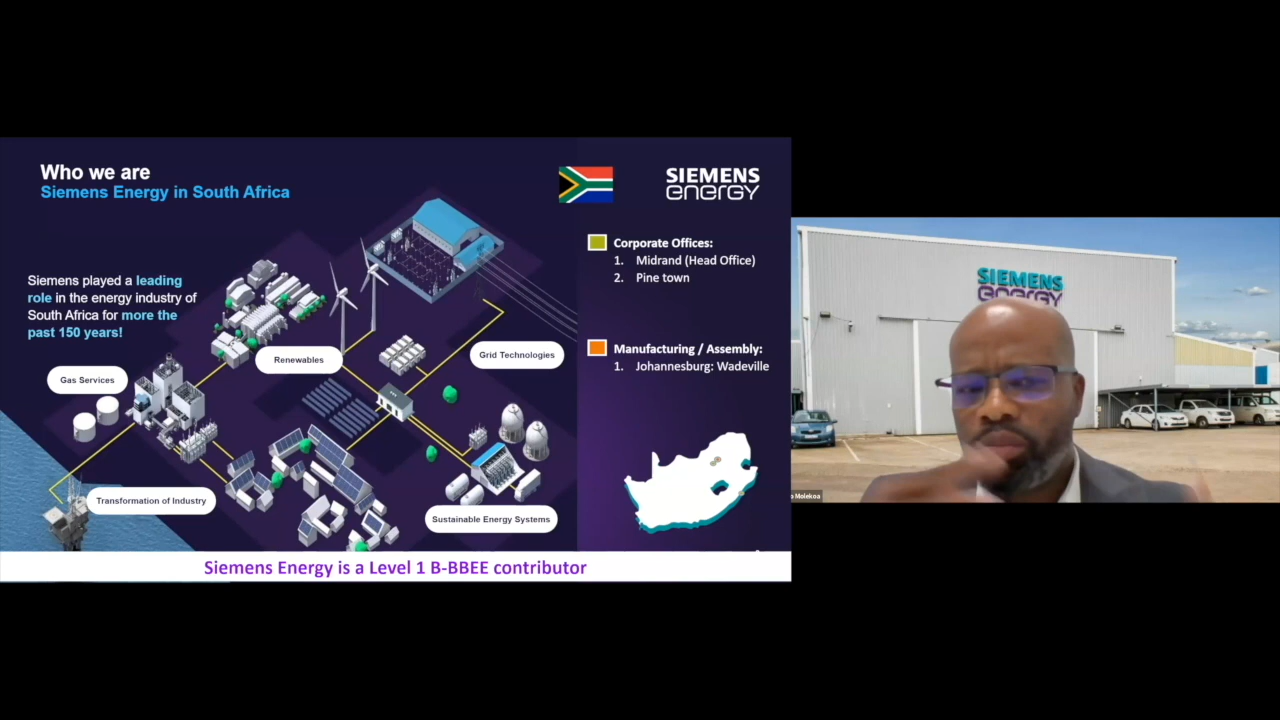 Who we are
Siemens Energy in South Africa
SIEMENS
energy
Siemens played a leading
role in the energy industry of
South Africa for more the
past 150 years!
Gas Services
Renewables
Grid Technologies
Transformation of Industry
Sustainable Energy Systems
Corporate Offices:
1. Midrand (Head Office)
2. Pine town
Manufacturing / Assembly:
1. Johannesburg: Wadeville
Siemens Energy is a Level 1 B-BBEE contributor
SIEMENS
energy
Molekoa